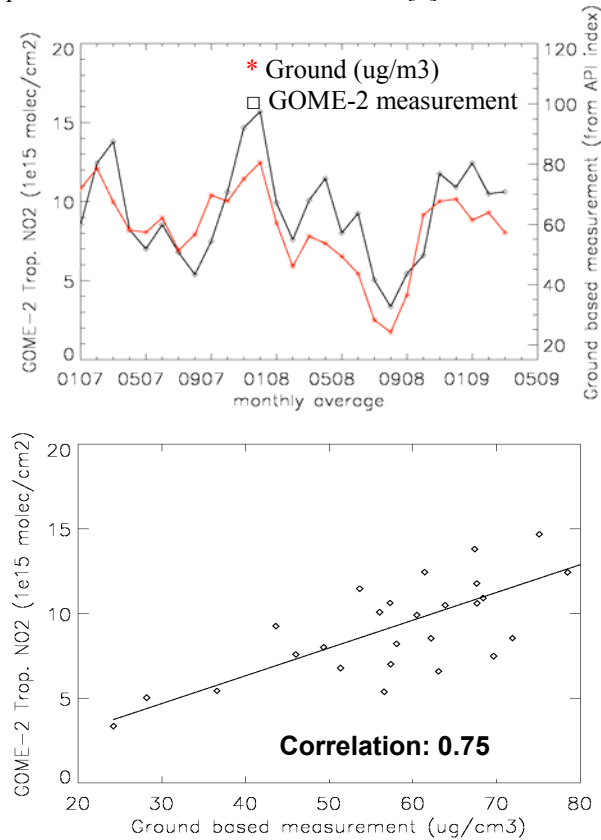 20
15
10
5
0
GOME-2 Trop. NO2 (1e15 molec/cm2)
* Ground (ug/m3)
□ GOME-2 measurement
120
100
80
60
40
20
Ground based measurement (from API index)
0107 0507 0907 0108 0508 0908 0109 0509
monthly average
20
15
10
5
0
GOME-2 Trop. NO2 (1e15 molec/cm2)
Correlation: 0.75
20 30 40 50 60 70 80
Ground based measurement (ug/cm3)